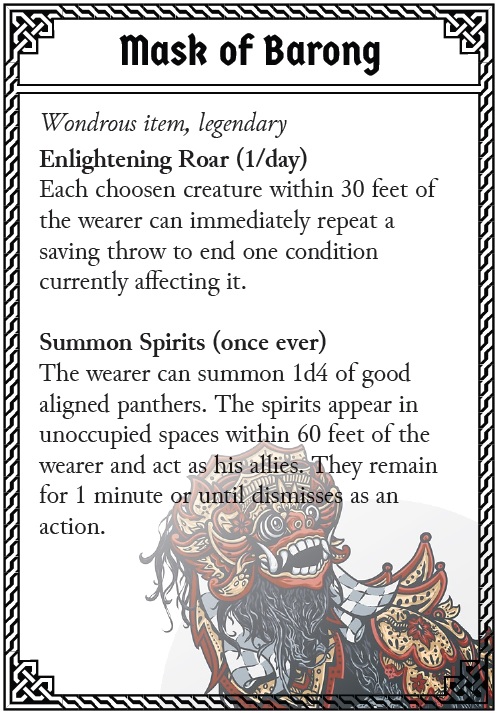 Mask of Barong
Wondrous item, legendary
Enlightening Roar (1/day)
Each choosen creature within 30 feet of
the wearer can immediately repeat a
saving throw to end one condition
currently affecting it.
Summon Spirits (once ever)
The wearer can summon 1d4 of good
aligned panthers. The spirits appear in
unoccupied spaces within 60 feet of the
wearer and act as his allies. They remain
for 1 minute or until dismisses as an
action.